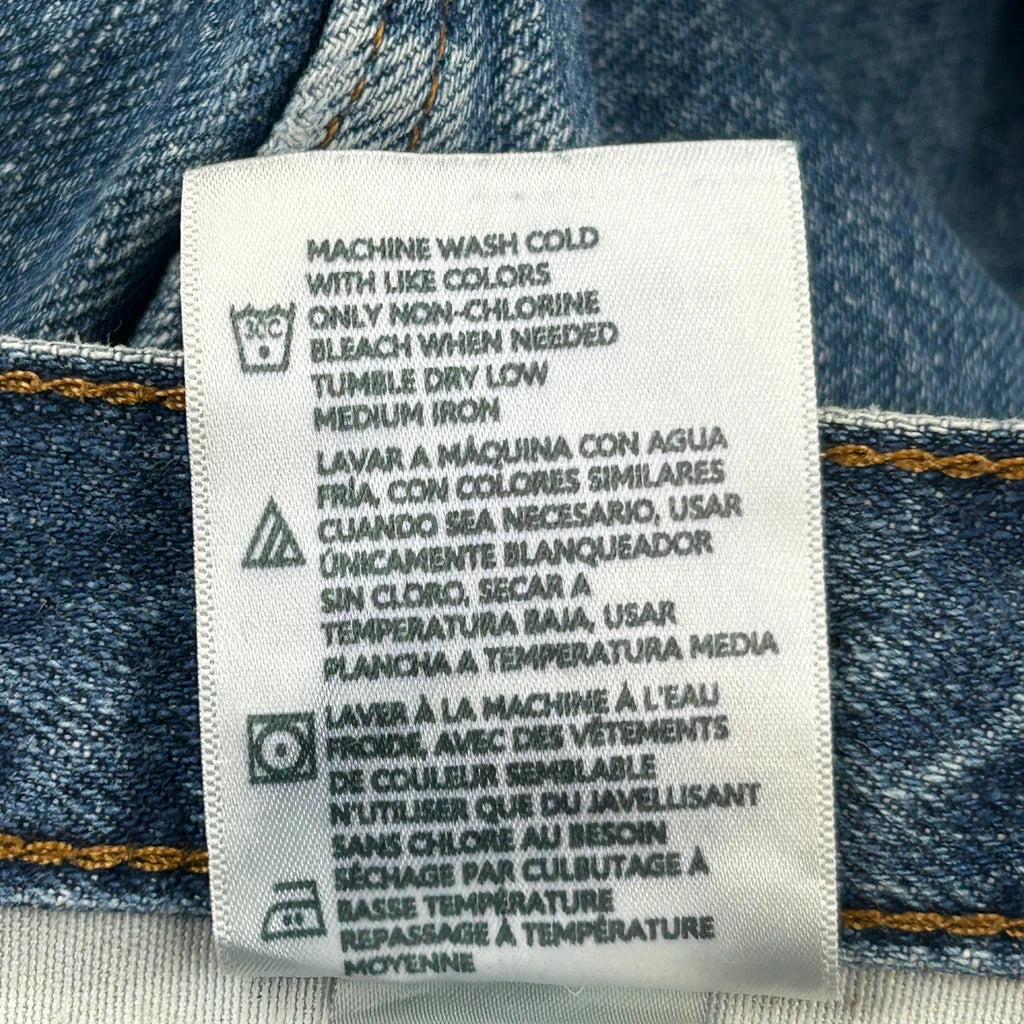 MACHINE WASH COLD
WITH LIKE COLORS
ONLY NON-CHLORINE
BLEACH WHEN NEEDED
TUMBLE DRY LOW
MEDIUM IRON
30C
LAVAR A MÁQUINA CON AGUA
FRÍA, CON COLORES SIMILARES
CUANDO SEA NECESARIO, USAR
ÚNICAMENTE BLANQUEADOR
SIN CLORO, SECAR A
TEMPERATURA BAJA, USAR
PLANCHA A TEMPERATURA MEDIA
LAVER À LA MACHINE À L'EAU
FROIDE, AVEC DES VÊTEMENTS
DE COULEUR SEMBLABLE
N'UTILISER QUE DU JAVELLISANT
SANS CHLORE AU BESOIN
SÉCHAGE PAR CULBUTAGE À
BASSE TEMPÉRATURE
REPASSAGE À TEMPÉRATURE
MOYENNE